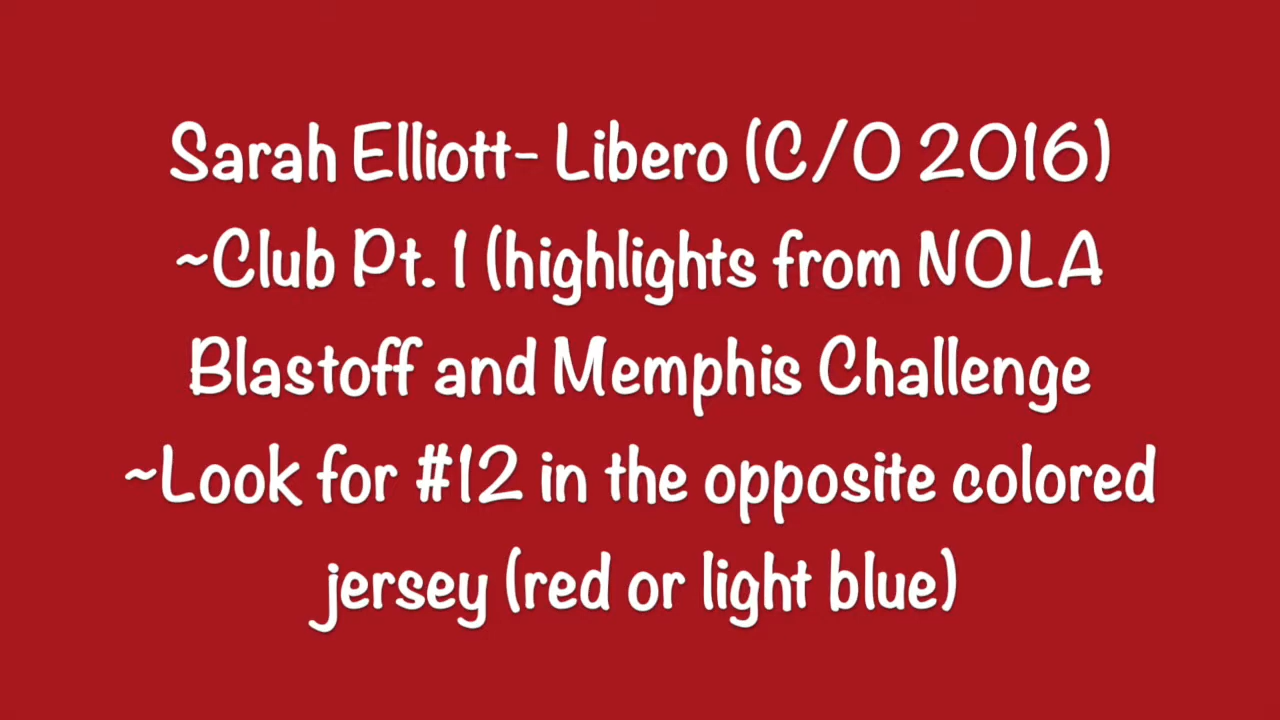 Sarah Elliott- Libero (C/O 2016)
~Club Pt. 1 (highlights from NOLA
Blastoff and Memphis Challenge
~Look for #12 in the opposite colored
jersey (red or light blue)